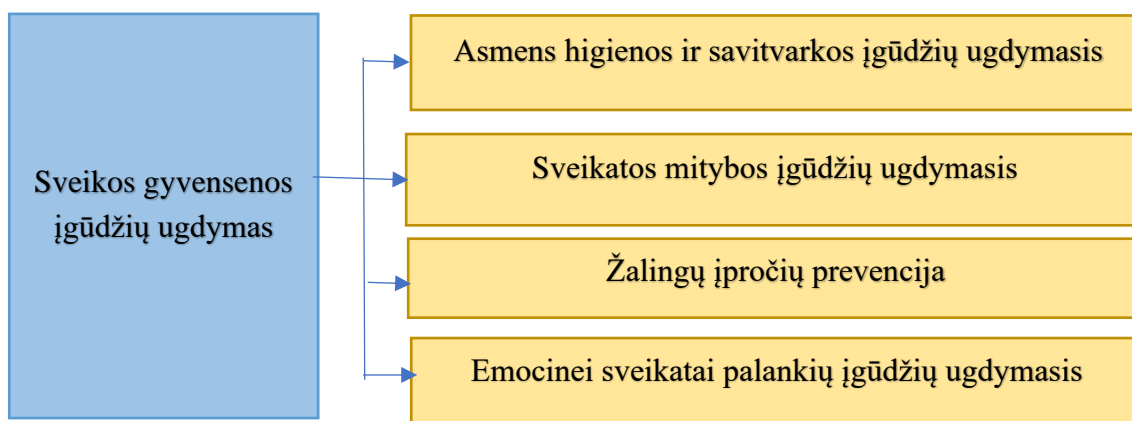 Sveikos gyvensenos
įgūdžių ugdymas
Asmens higienos ir savitvarkos įgūdžių ugdymasis
Sveikatos mitybos įgūdžių ugdymasis
Žalingų įpročių prevencija
Emocinei sveikatai palankių įgūdžių ugdymasis